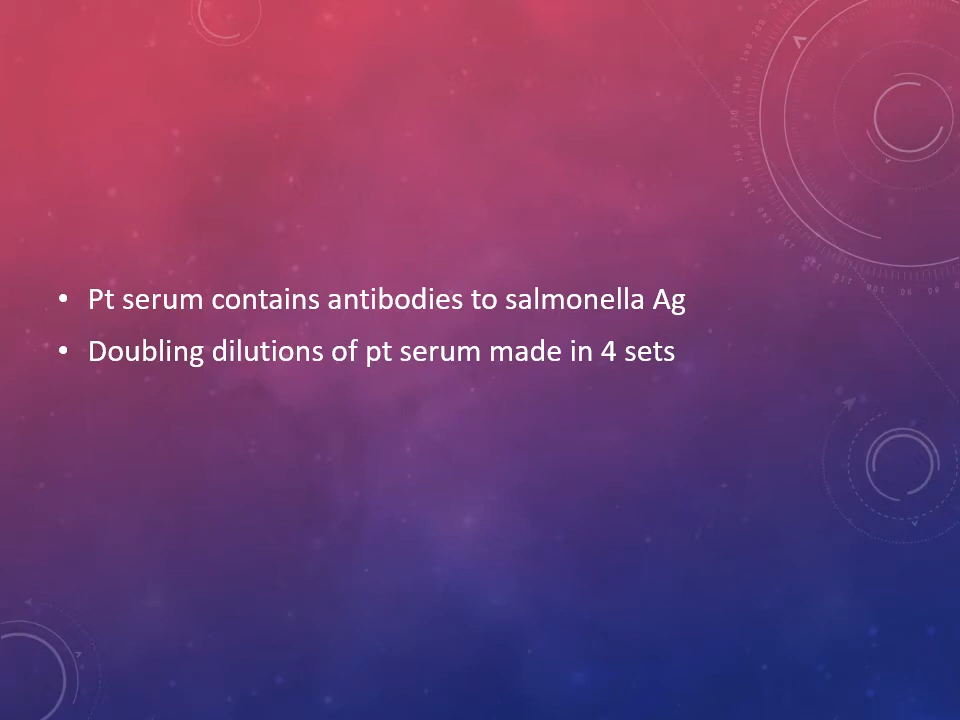 • Pt serum contains antibodies to salmonella Ag
• Doubling dilutions of pt serum made in 4 sets